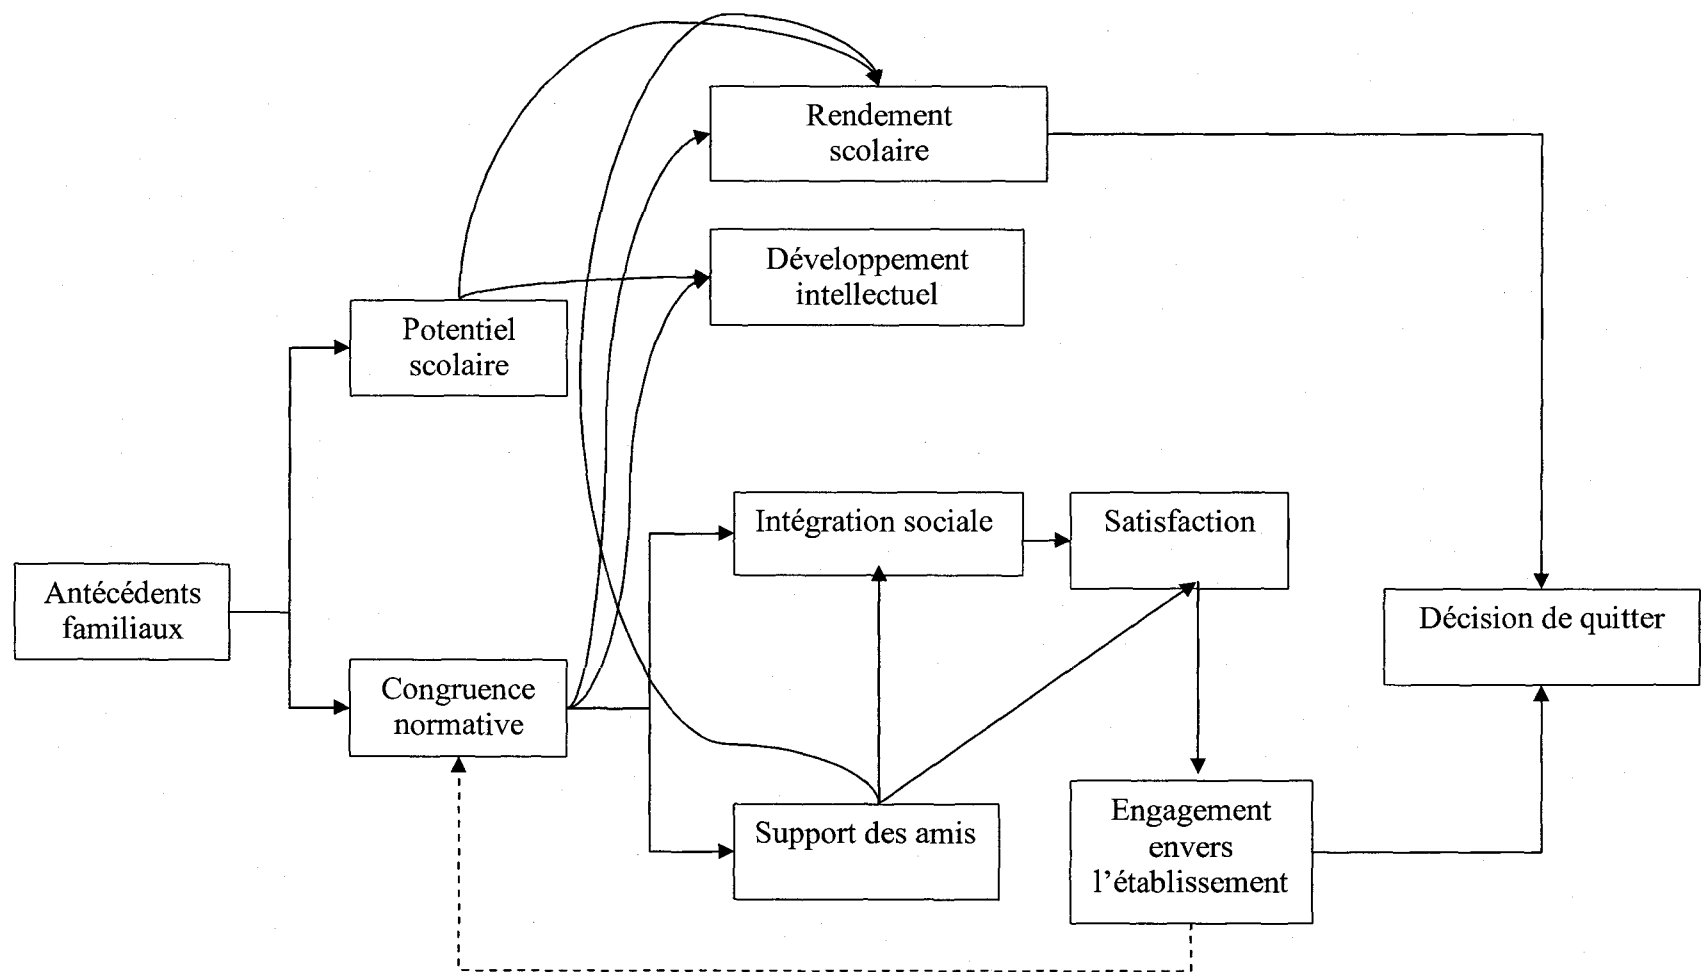 Rendement
scolaire
Développement
intellectuel
Potentiel
scolaire
Intégration sociale
Satisfaction
Antécédents
familiaux
Décision de quitter
Congruence
normative
Support des amis
Engagement
envers
l'établissement